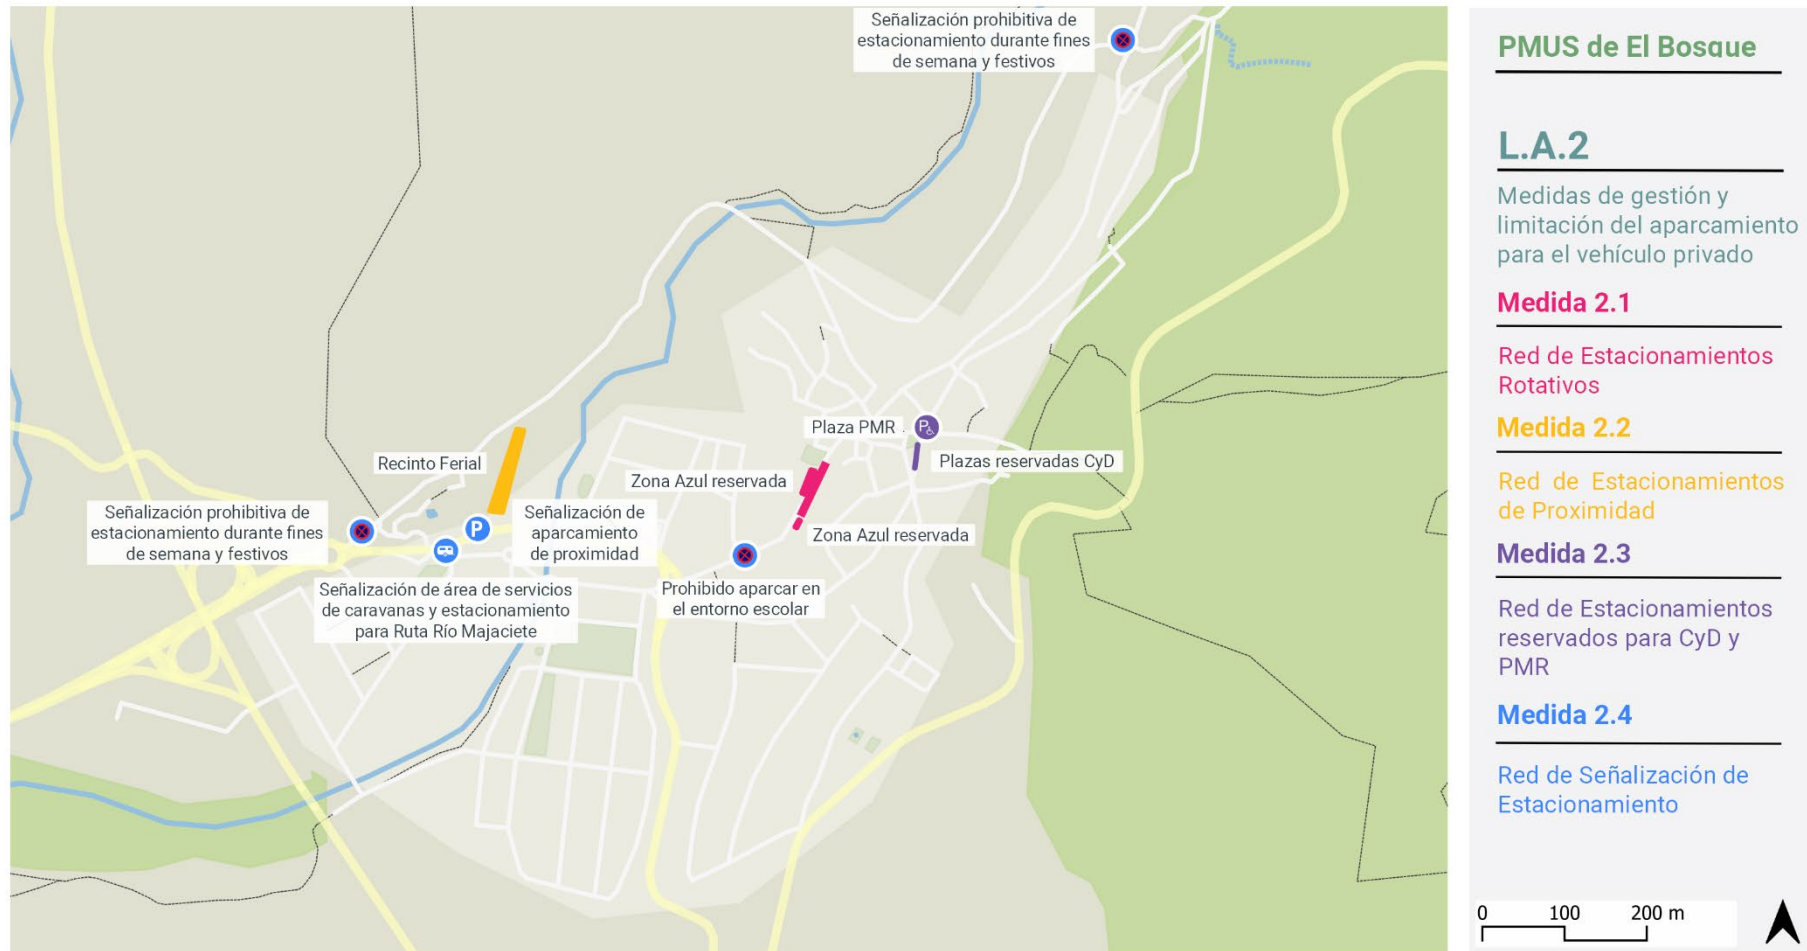 Señalización prohibitiva de
estacionamiento durante fines
de semana y festivos
Plaza PMR
Plazas reservadas CyD
Recinto Ferial
Zona Azul reservada
Señalización prohibitiva de
estacionamiento durante fines
de semana y festivos
P
Señalización de
aparcamiento
de proximidad
Zona Azul reservada
Señalización de área de servicios
de caravanas y estacionamiento
para Ruta Río Majaciete
Prohibido aparcar en
el entorno escolar
PMUS de El Bosque
L.A.2
Medidas de gestión y
limitación del aparcamiento
para el vehículo privado
Medida 2.1
Red de Estacionamientos
Rotativos
Medida 2.2
Red de Estacionamientos
de Proximidad
Medida 2.3
Red de Estacionamientos
reservados para CyD y
PMR
Medida 2.4
Red de Señalización de
Estacionamiento
0 100 200 m